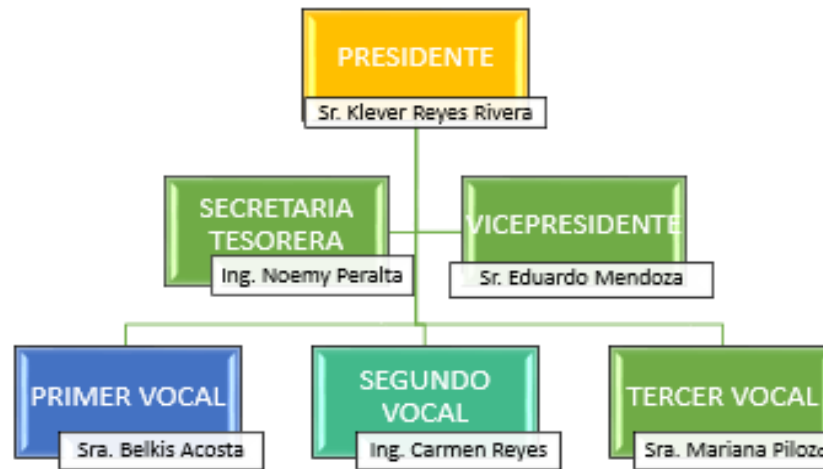 PRESIDENTE
Sr. Klever Reyes Rivera
SECRETARIA
TESORERA
Ing. Noemy Peralta
VICEPRESIDENTE
Sr. Eduardo Mendoza
PRIMER VOCAL
Sra. Belkis Acosta
SEGUNDO
VOCAL
Ing. Carmen Reyes
TERCER VOCAL
Sra. Mariana